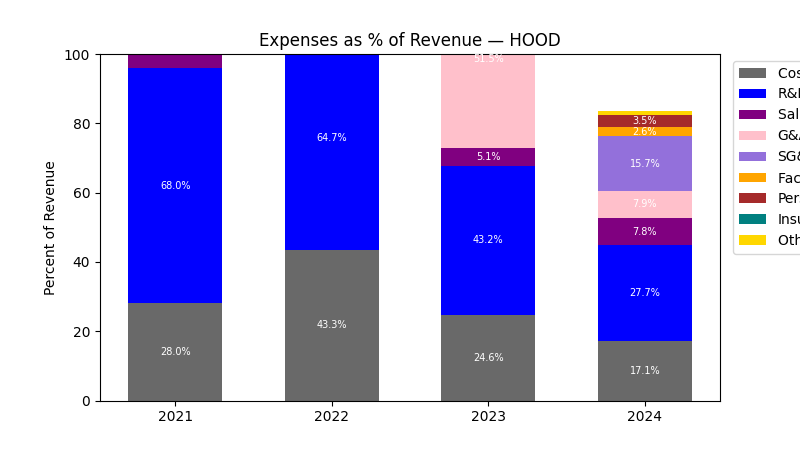 Expenses as % of Revenue — HOOD
Percent of Revenue
100
80
60
40
20
0
68.0%
28.0%
64.7%
43.3%
51.5%
5.1%
43.2%
24.6%
3.5%
2.6%
15.7%
7.9%
7.8%
27.7%
17.1%
2021
2022
2023
2024
Cos
R&
Sal
G&
SG&
Fac
Per
Insu
Oth